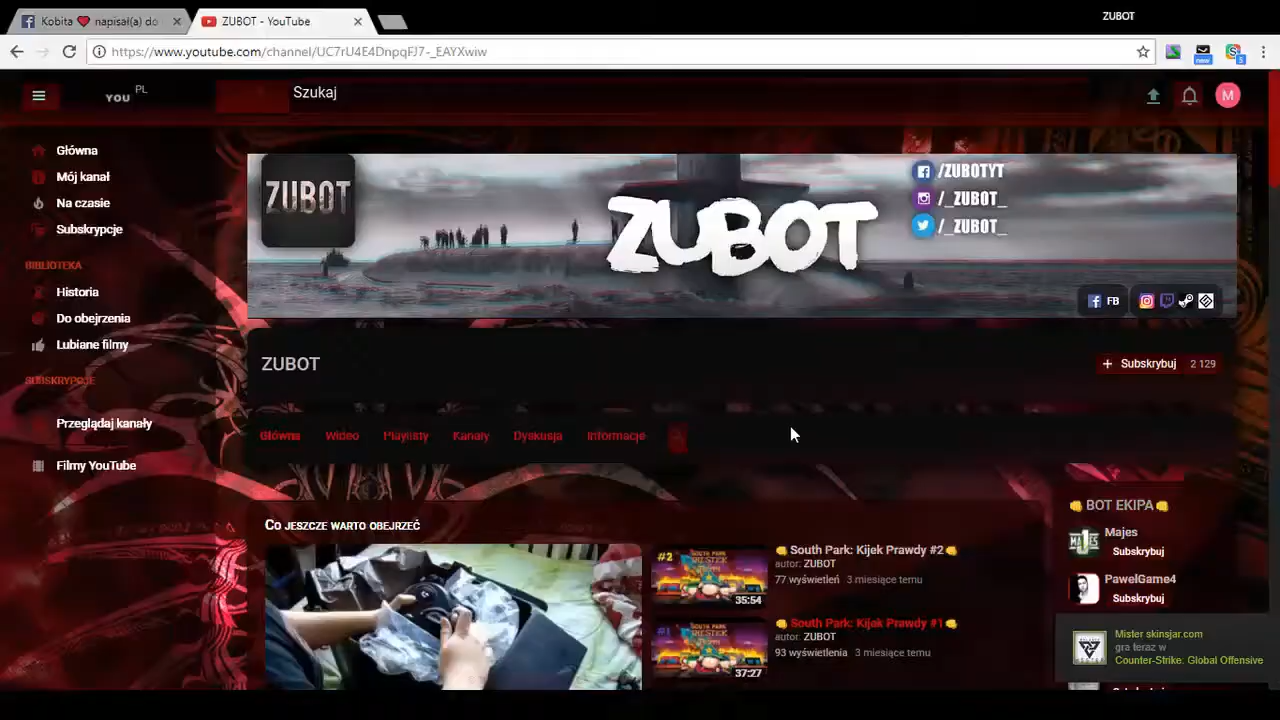 Kobita ❤ napisał(a) do
ZUBOT - YouTube
ZUBOT
https://www.youtube.com/channel/UC7rU4E4DnpqFJ7-_EAYXwiw
new
YOU PL
Szukaj
M
Główna
Mój kanał
Na czasie
Subskrypcje
BIBLIOTEKA
Historia
Do obejrzenia
Lubiane filmy
SUBSKRYPCJE
Przeglądaj kanały
Filmy YouTube
ZUBOT
ZUBOT
/ZUBOTYT
/_ZUBOT_
/_ZUBOT_
FB
ZUBOT
Subskrybuj 2 129
Główna Wideo Playlisty Kanały Dyskusja Informacje
Co jeszcze warto obejrzeć
#2
35:54
👊 South Park: Kijek Prawdy #2 👊
autor: ZUBOT
77 wyświetleń 3 miesiące temu
#1
37:27
👊 South Park: Kijek Prawdy #1 👊
autor: ZUBOT
93 wyświetlenia 3 miesiące temu
👊 BOT EKIPA 👊
MAJES
Majes
Subskrybuj
PawelGame4
Subskrybuj
Mister skinsjar.com
gra teraz w
Counter-Strike: Global Offensive